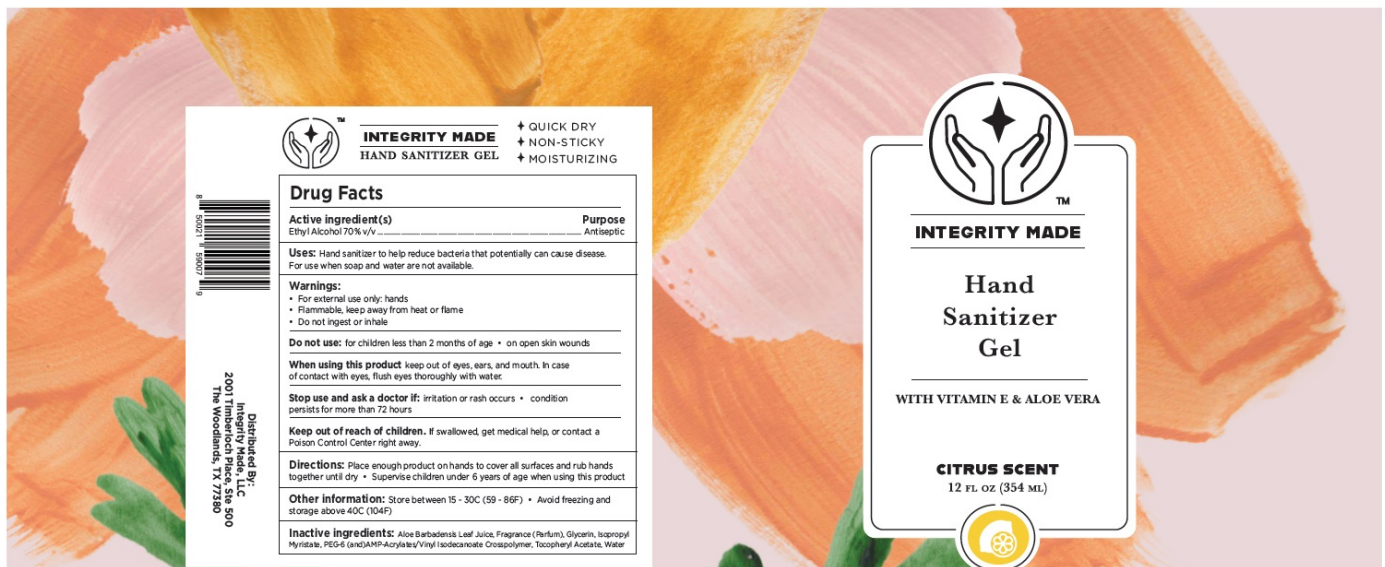 TM
INTEGRITY MADE
HAND SANITIZER GEL
QUICK DRY
NON-STICKY
MOISTURIZING
Drug Facts
Active ingredient(s) Purpose
Ethyl Alcohol 70% v/v Antiseptic
Uses: Hand sanitizer to help reduce bacteria that potentially can cause disease.
For use when soap and water are not available.
Warnings:
• For external use only: hands
• Flammable, keep away from heat or flame
• Do not ingest or inhale
Do not use: for children less than 2 months of age • on open skin wounds
When using this product keep out of eyes, ears, and mouth. In case
of contact with eyes, flush eyes thoroughly with water.
Stop use and ask a doctor if: irritation or rash occurs • condition
persists for more than 72 hours
Keep out of reach of children. If swallowed, get medical help, or contact a
Poison Control Center right away.
Directions: Place enough product on hands to cover all surfaces and rub hands
together until dry • Supervise children under 6 years of age when using this product
Other information: Store between 15 - 30C (59 - 86F) • Avoid freezing and
storage above 40C (104F)
Inactive ingredients: Aloe Barbadensis Leaf Juice, Fragrance (Parfum), Glycerin, Isopropyl
Myristate, PEG-6 (and)AMP-Acrylates/Vinyl Isodecanoate Crosspolymer, Tocopheryl Acetate, Water
8 50021 59007 9
Distributed By:
Integrity Made, LLC
2001 Timberloch Place, Ste 500
The Woodlands, TX 77380
TM
INTEGRITY MADE
Hand
Sanitizer
Gel
WITH VITAMIN E & ALOE VERA
CITRUS SCENT
12 FL OZ (354 ML)